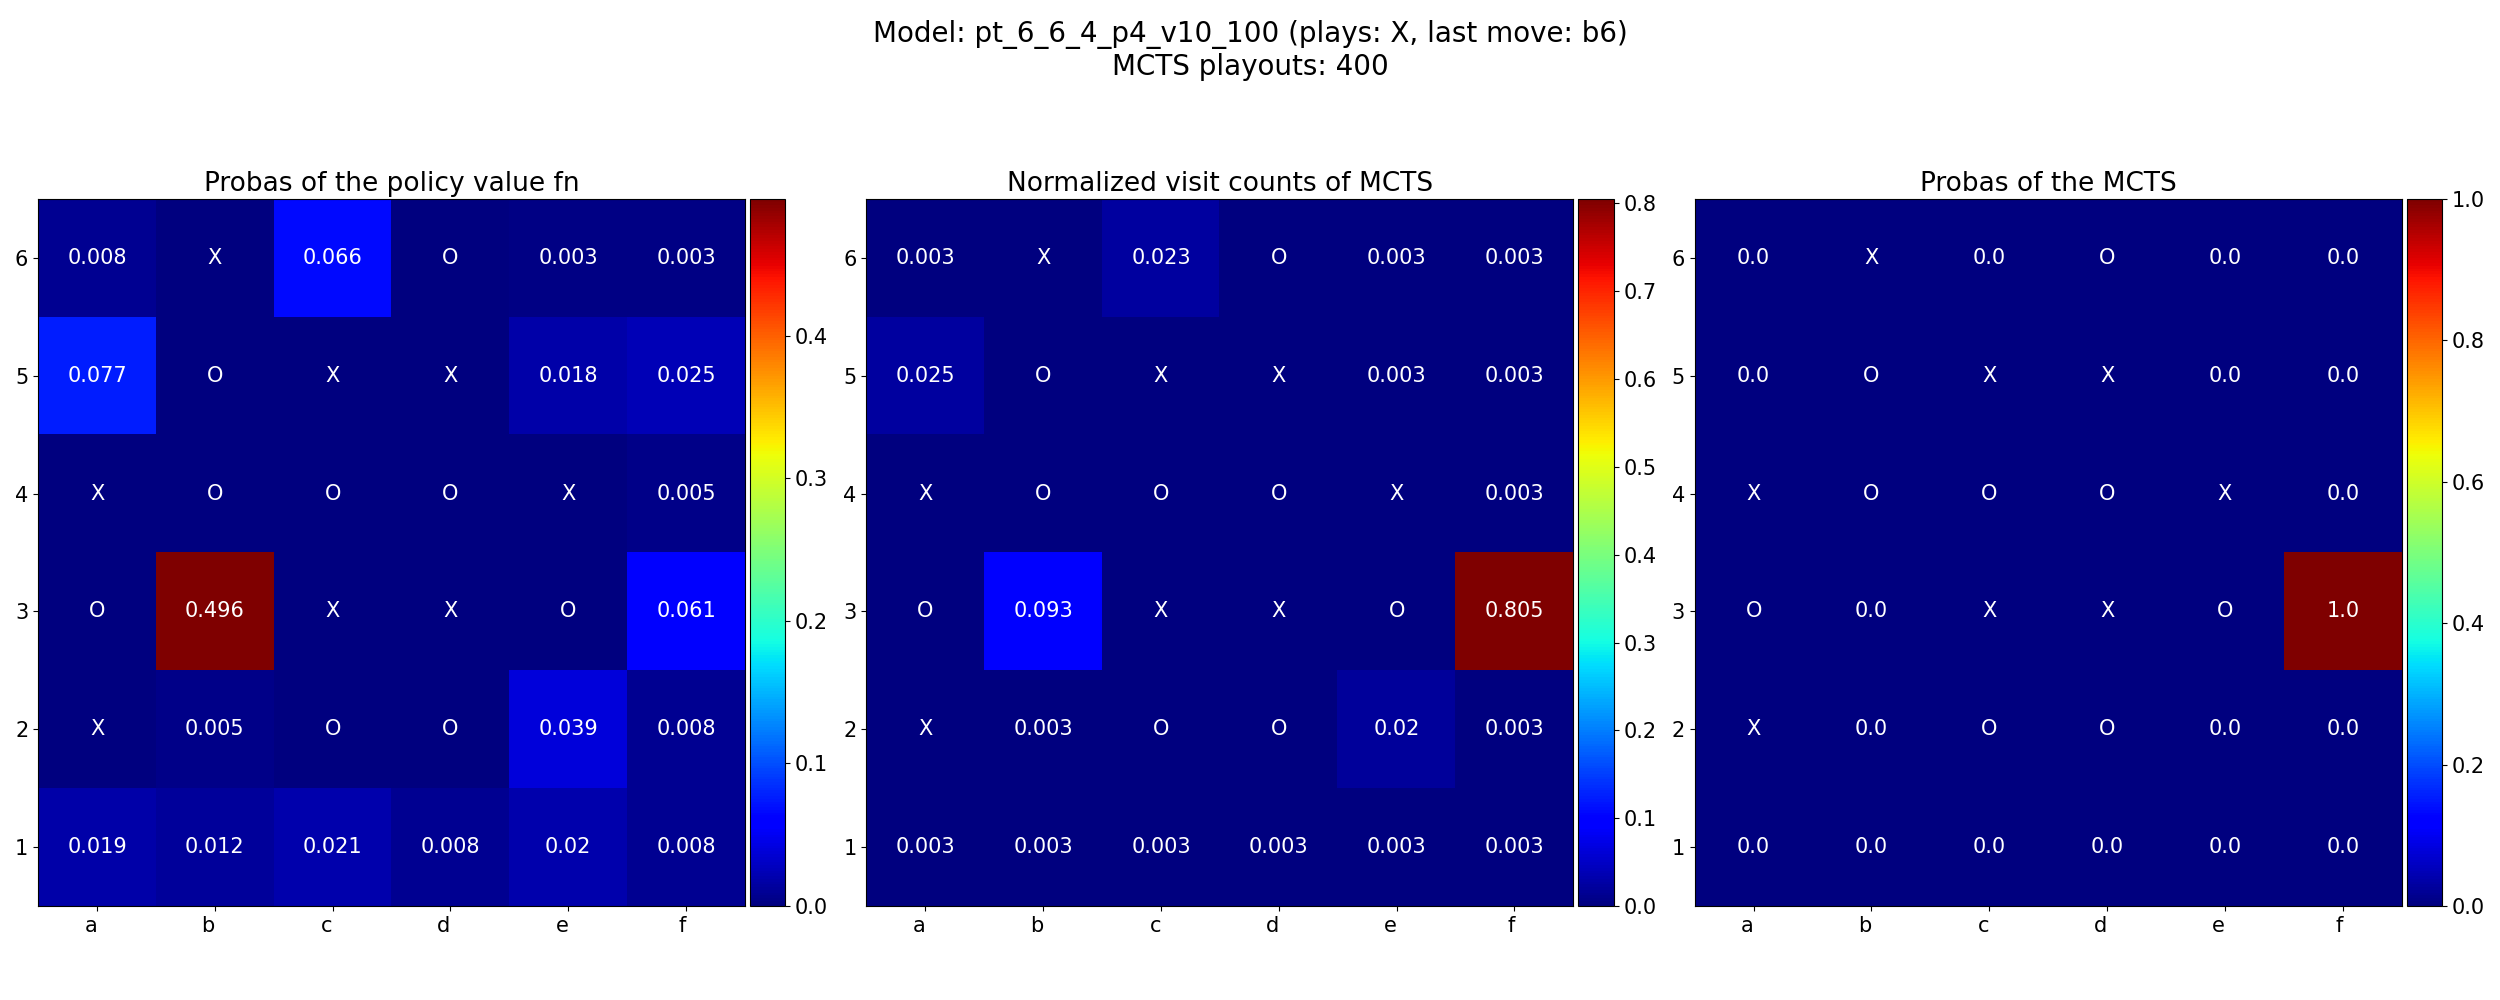 Model: pt_6_6_4_p4_v10_100 (plays: X, last move: b6)
MCTS playouts: 400
Probas of the policy value fn
6 0.008 X 0.066 O 0.003 0.003
5 0.077 O X X 0.018 0.025
4 X O O O X 0.005
3 O 0.496 X X O 0.061
2 X 0.005 O O 0.039 0.008
1 0.019 0.012 0.021 0.008 0.02 0.008
a b c d e f
0.4
0.3
0.2
0.1
0.0
Normalized visit counts of MCTS
6 0.003 X 0.023 O 0.003 0.003
5 0.025 O X X 0.003 0.003
4 X O O O X 0.003
3 O 0.093 X X O 0.805
2 X 0.003 O O 0.02 0.003
1 0.003 0.003 0.003 0.003 0.003 0.003
a b c d e f
0.8
0.7
0.6
0.5
0.4
0.3
0.2
0.1
0.0
Probas of the MCTS
6 0.0 X 0.0 O 0.0 0.0
5 0.0 O X X 0.0 0.0
4 X O O O X 0.0
3 O 0.0 X X O 1.0
2 X 0.0 O O 0.0 0.0
1 0.0 0.0 0.0 0.0 0.0 0.0
a b c d e f
1.0
0.8
0.6
0.4
0.2
0.0